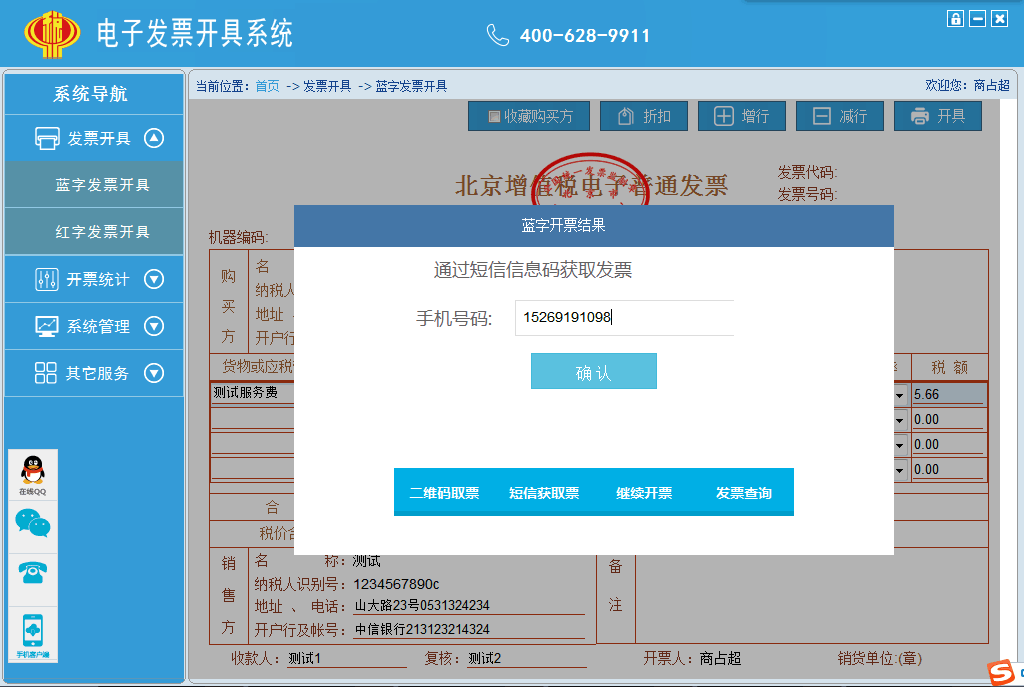 电子发票开具系统
400-628-9911
系统导航
发票开具
蓝字发票开具
红字发票开具
开票统计
系统管理
其它服务
在线QQ
手机客户端
当前位置：首页 -> 发票开具 -> 蓝字发票开具
欢迎您：商占超
收藏购买方
折扣
增行
减行
开具
北京增值税电子普通发票
发票代码:
发票号码:
机器编码:
购买方
名
纳税人
地址
开户行
货物或应税
税 额
测试服务费
5.66
0.00
0.00
0.00
合
税价合
蓝字开票结果
通过短信信息码获取发票
手机号码:
15269191098
确 认
二维码取票
短信获取票
继续开票
发票查询
销售方
名 称：测试
纳税人识别号：1234567890c
地址 、 电话：山大路23号0531324234
开户行及帐号：中信银行213123214324
备注
收款人：测试1
复核：测试2
开票人：商占超
销货单位:(章)